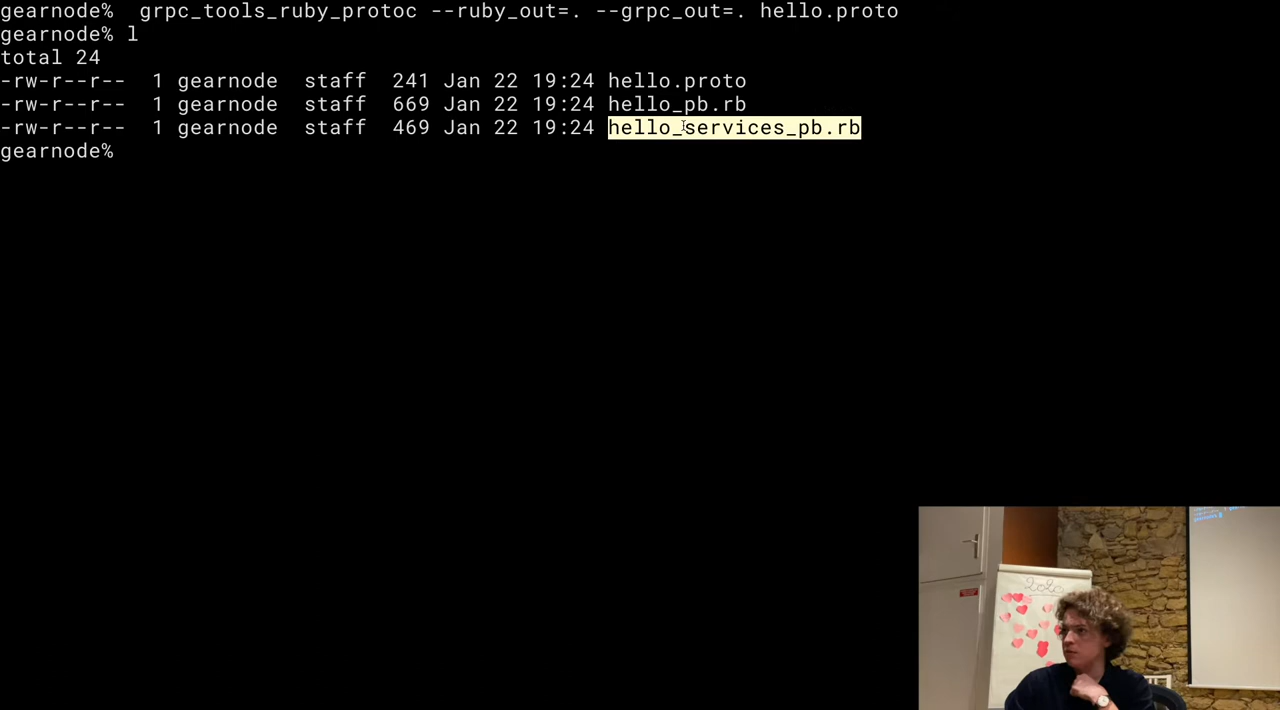 gearnode%  grpc_tools_ruby_protoc --ruby_out=. --grpc_out=. hello.proto
gearnode% l
total 24
-rw-r--r--  1 gearnode  staff  241 Jan 22 19:24 hello.proto
-rw-r--r--  1 gearnode  staff  669 Jan 22 19:24 hello_pb.rb
-rw-r--r--  1 gearnode  staff  469 Jan 22 19:24 hello_services_pb.rb
gearnode%